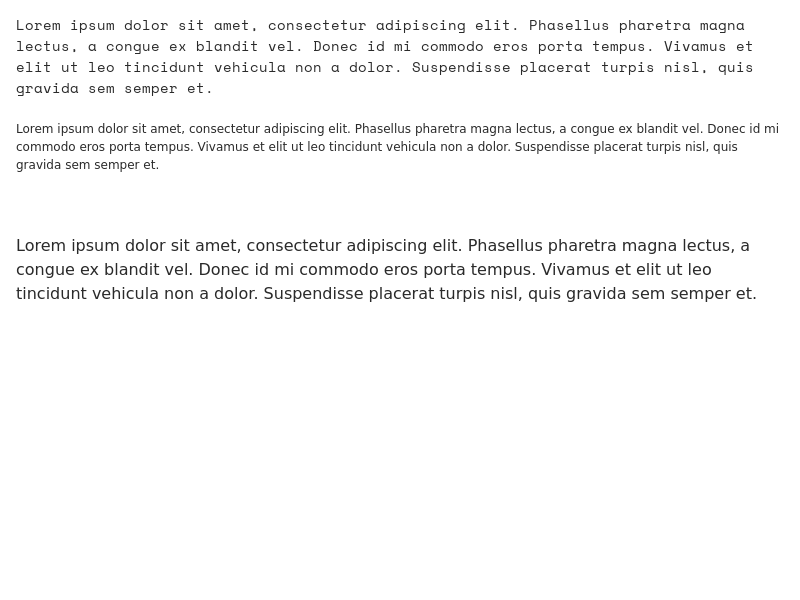 Lorem ipsum dolor sit amet, consectetur adipiscing elit. Phasellus pharetra magna
lectus, a congue ex blandit vel. Donec id mi commodo eros porta tempus. Vivamus et
elit ut leo tincidunt vehicula non a dolor. Suspendisse placerat turpis nisl, quis
gravida sem semper et.
Lorem ipsum dolor sit amet, consectetur adipiscing elit. Phasellus pharetra magna lectus, a congue ex blandit vel. Donec id mi
commodo eros porta tempus. Vivamus et elit ut leo tincidunt vehicula non a dolor. Suspendisse placerat turpis nisl, quis
gravida sem semper et.
Lorem ipsum dolor sit amet, consectetur adipiscing elit. Phasellus pharetra magna lectus, a
congue ex blandit vel. Donec id mi commodo eros porta tempus. Vivamus et elit ut leo
tincidunt vehicula non a dolor. Suspendisse placerat turpis nisl, quis gravida sem semper et.